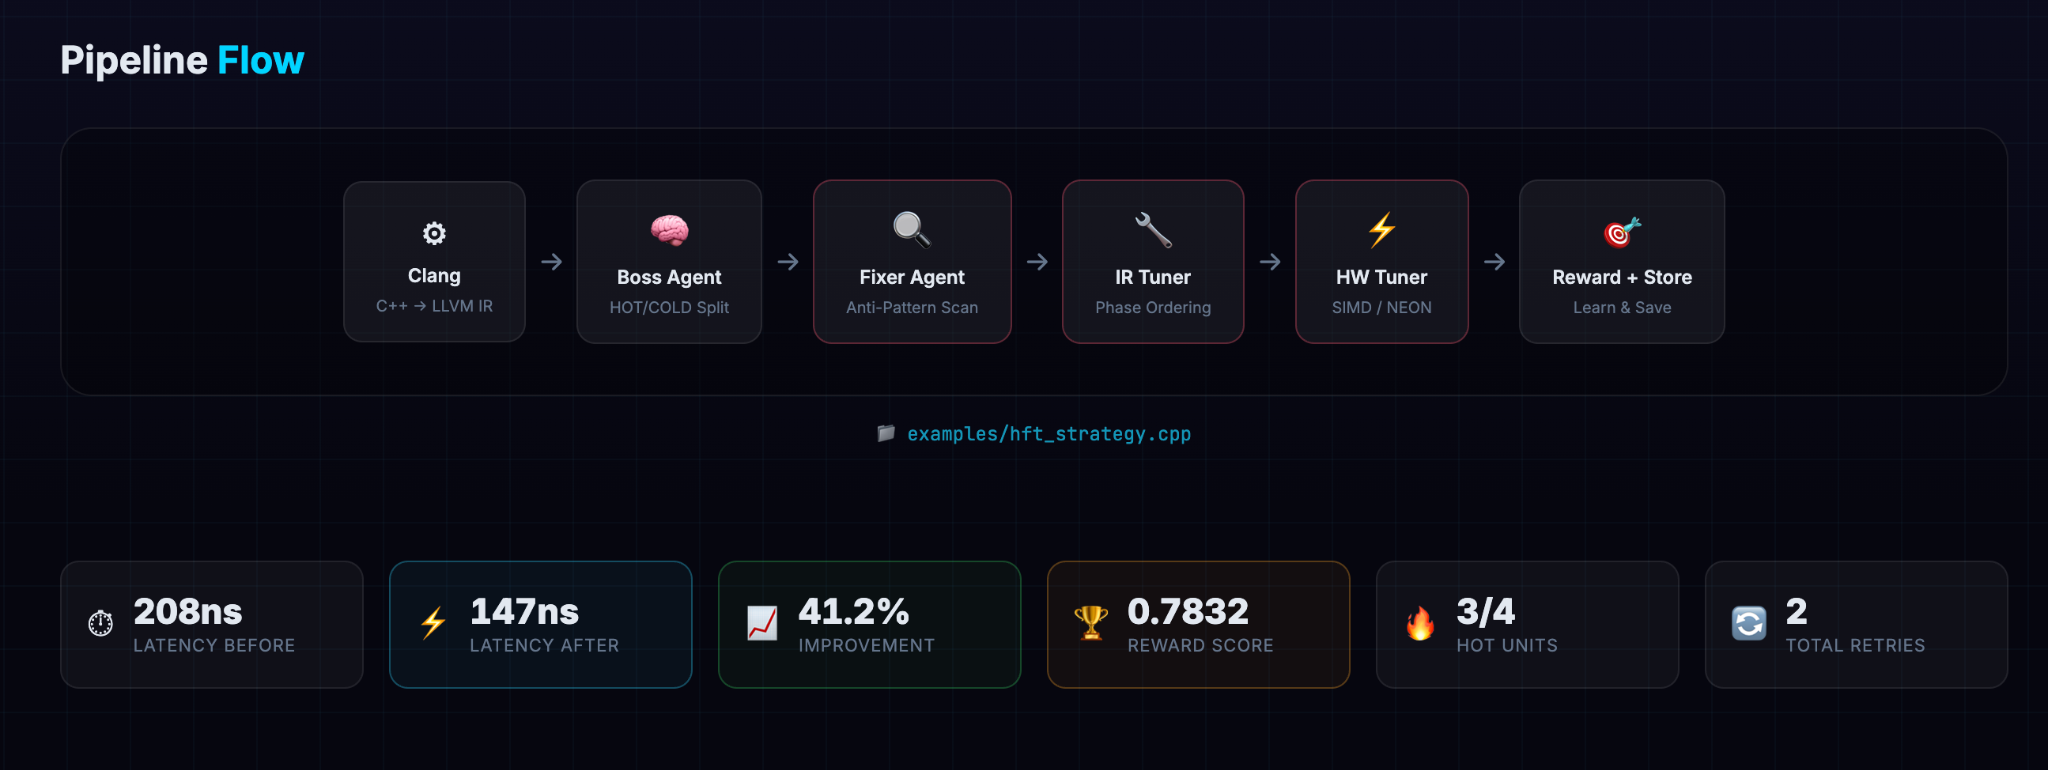 Pipeline Flow
Clang
C++ → LLVM IR
Boss Agent
HOT/COLD Split
Fixer Agent
Anti-Pattern Scan
IR Tuner
Phase Ordering
HW Tuner
SIMD / NEON
Reward + Store
Learn & Save
examples/hft_strategy.cpp
208ns
LATENCY BEFORE
147ns
LATENCY AFTER
41.2%
IMPROVEMENT
0.7832
REWARD SCORE
3/4
HOT UNITS
2
TOTAL RETRIES